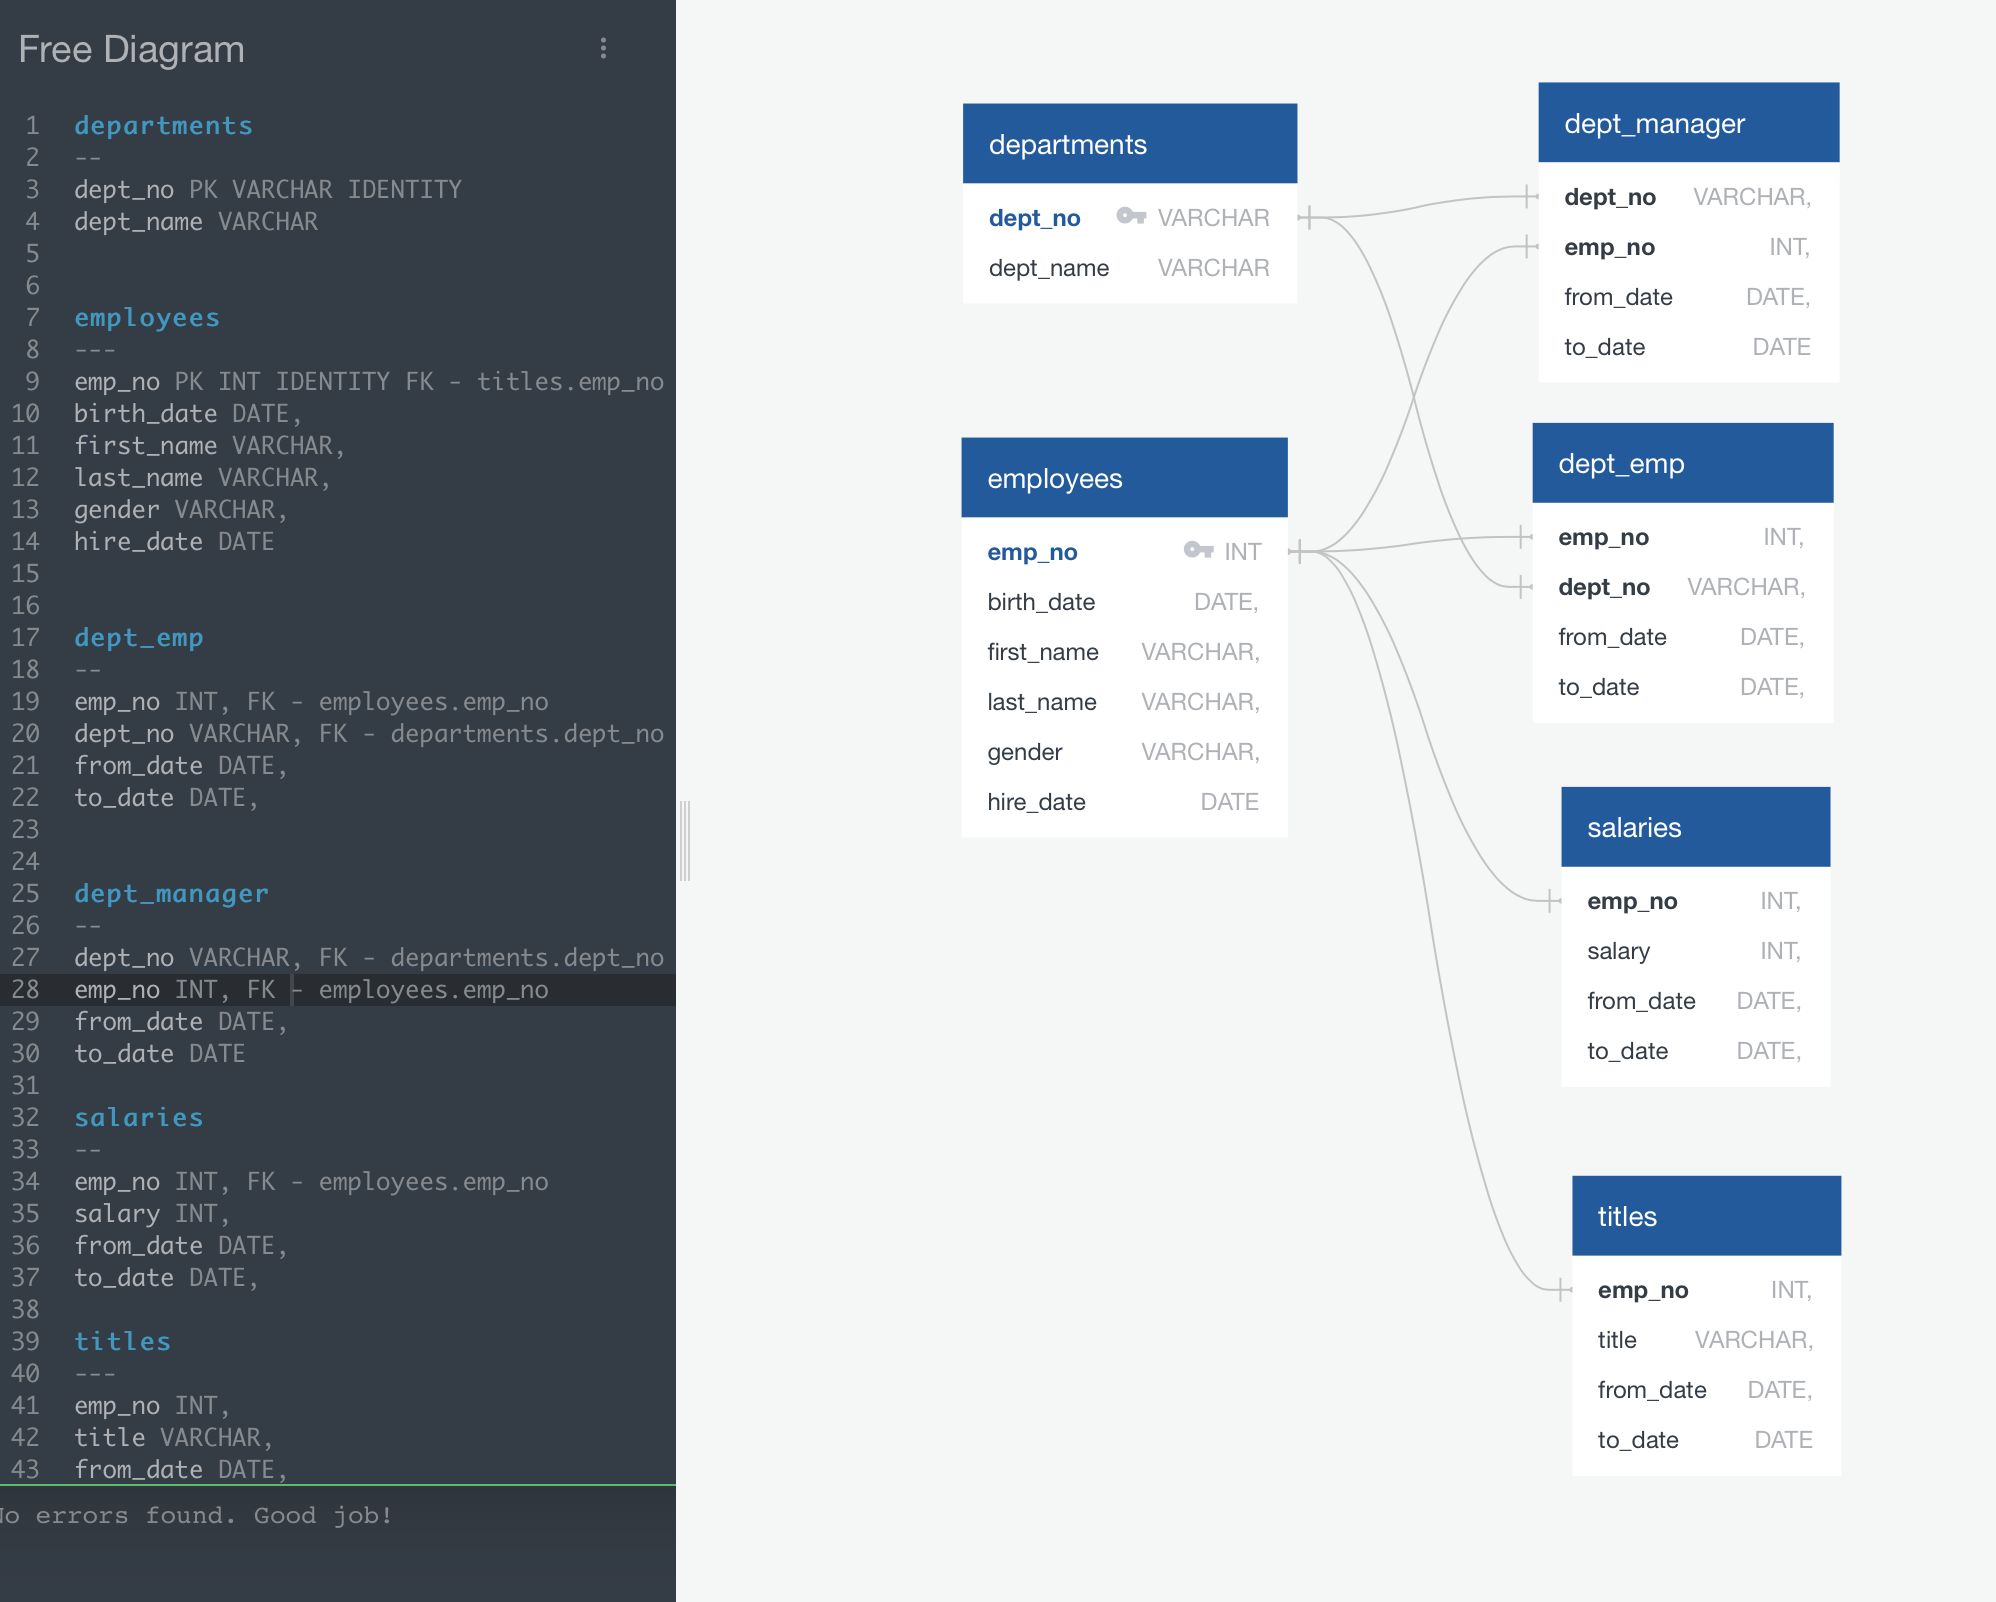 Free Diagram
1 departments
2 --
3 dept_no PK VARCHAR IDENTITY
4 dept_name VARCHAR
5
6
7 employees
8 ---
9 emp_no PK INT IDENTITY FK - titles.emp_no
10 birth_date DATE,
11 first_name VARCHAR,
12 last_name VARCHAR,
13 gender VARCHAR,
14 hire_date DATE
15
16
17 dept_emp
18 --
19 emp_no INT, FK - employees.emp_no
20 dept_no VARCHAR, FK - departments.dept_no
21 from_date DATE,
22 to_date DATE,
23
24
25 dept_manager
26 --
27 dept_no VARCHAR, FK - departments.dept_no
28 emp_no INT, FK - employees.emp_no
29 from_date DATE,
30 to_date DATE
31
32 salaries
33 --
34 emp_no INT, FK - employees.emp_no
35 salary INT,
36 from_date DATE,
37 to_date DATE,
38
39 titles
40 ---
41 emp_no INT,
42 title VARCHAR,
43 from_date DATE,
No errors found. Good job!
departments
dept_no VARCHAR
dept_name VARCHAR
employees
emp_no INT
birth_date DATE,
first_name VARCHAR,
last_name VARCHAR,
gender VARCHAR,
hire_date DATE
dept_manager
dept_no VARCHAR,
emp_no INT,
from_date DATE,
to_date DATE
dept_emp
emp_no INT,
dept_no VARCHAR,
from_date DATE,
to_date DATE,
salaries
emp_no INT,
salary INT,
from_date DATE,
to_date DATE,
titles
emp_no INT,
title VARCHAR,
from_date DATE,
to_date DATE